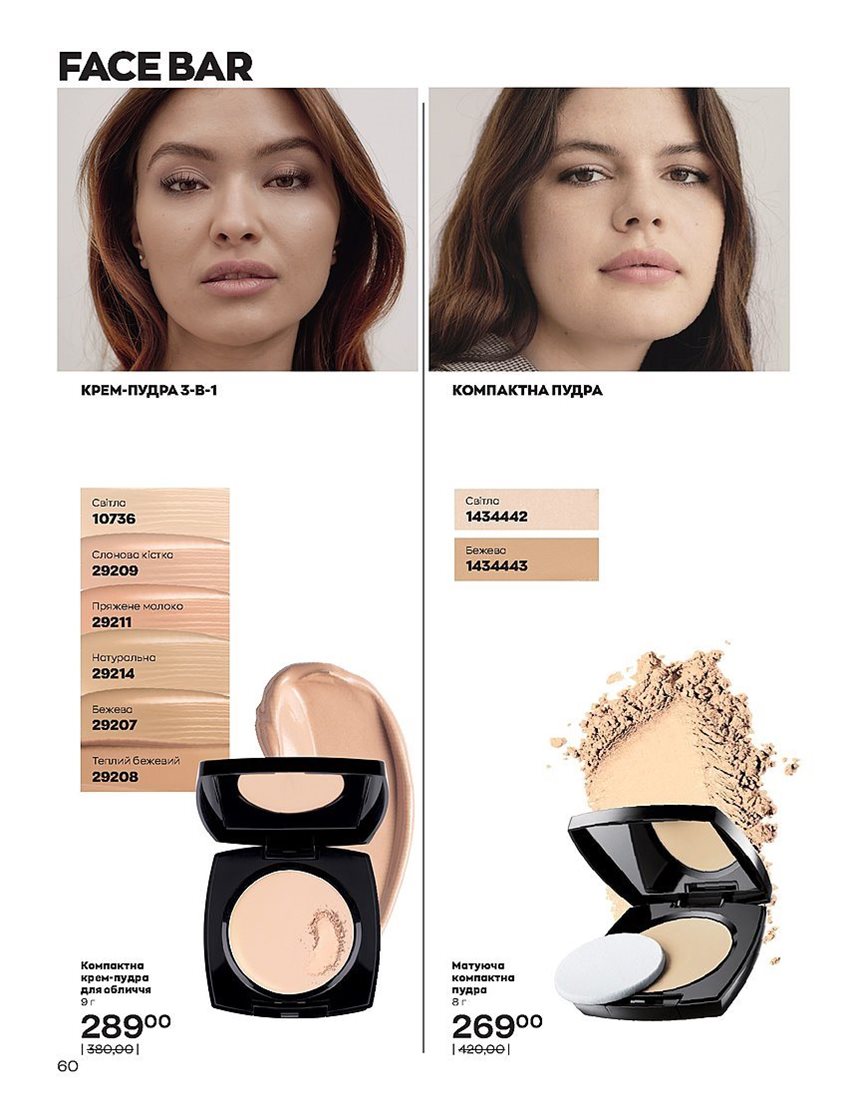 FACE BAR
КРЕМ-ПУДРА 3-В-1
Світла
10736
Слонова кістка
29209
Пряжене молоко
29211
Натуральна
29214
Бежева
29207
Теплий бежевий
29208
Компактна
крем-пудра
для обличчя
9 г
289⁰⁰
|380,00|
КОМПАКТНА ПУДРА
Світла
1434442
Бежева
1434443
Матуюча
компактна
пудра
8 г
269⁰⁰
|420,00|
60